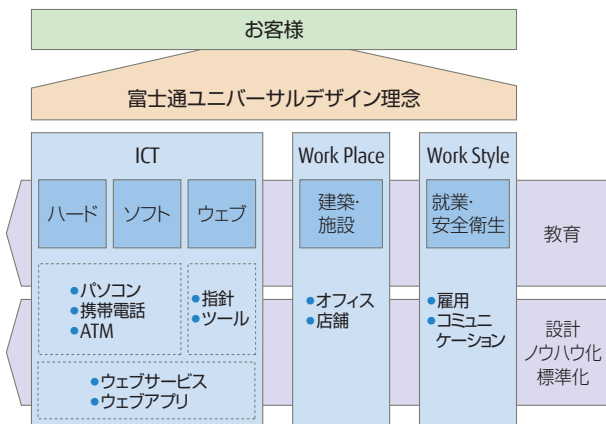 お客様
富士通ユニバーサルデザイン理念
ICT
ハード
ソフト
ウェブ
●パソコン
●携帯電話
●ATM
●指針
●ツール
●ウェブサービス
●ウェブアプリ
Work Place
建築・
施設
●オフィス
●店舗
Work Style
就業・
安全衛生
●雇用
●コミュニ
ケーション
教育
設計
ノウハウ化
標準化